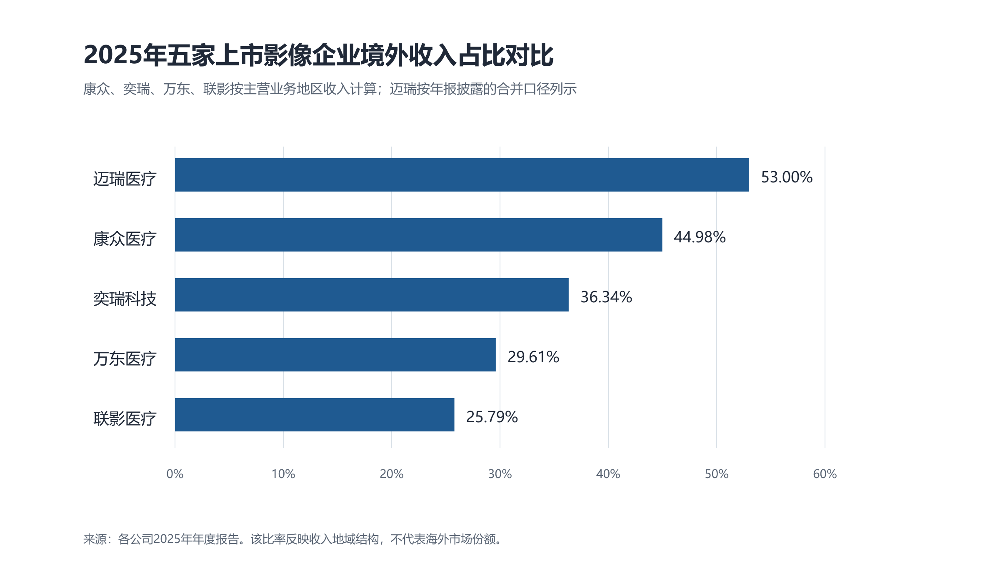 2025年五家上市影像企业境外收入占比对比
康众、奕瑞、万东、联影按主营业务地区收入计算；迈瑞按年报披露的合并口径列示
迈瑞医疗 53.00%
康众医疗 44.98%
奕瑞科技 36.34%
万东医疗 29.61%
联影医疗 25.79%
0% 10% 20% 30% 40% 50% 60%
来源：各公司2025年年度报告。该比率反映收入地域结构，不代表海外市场份额。